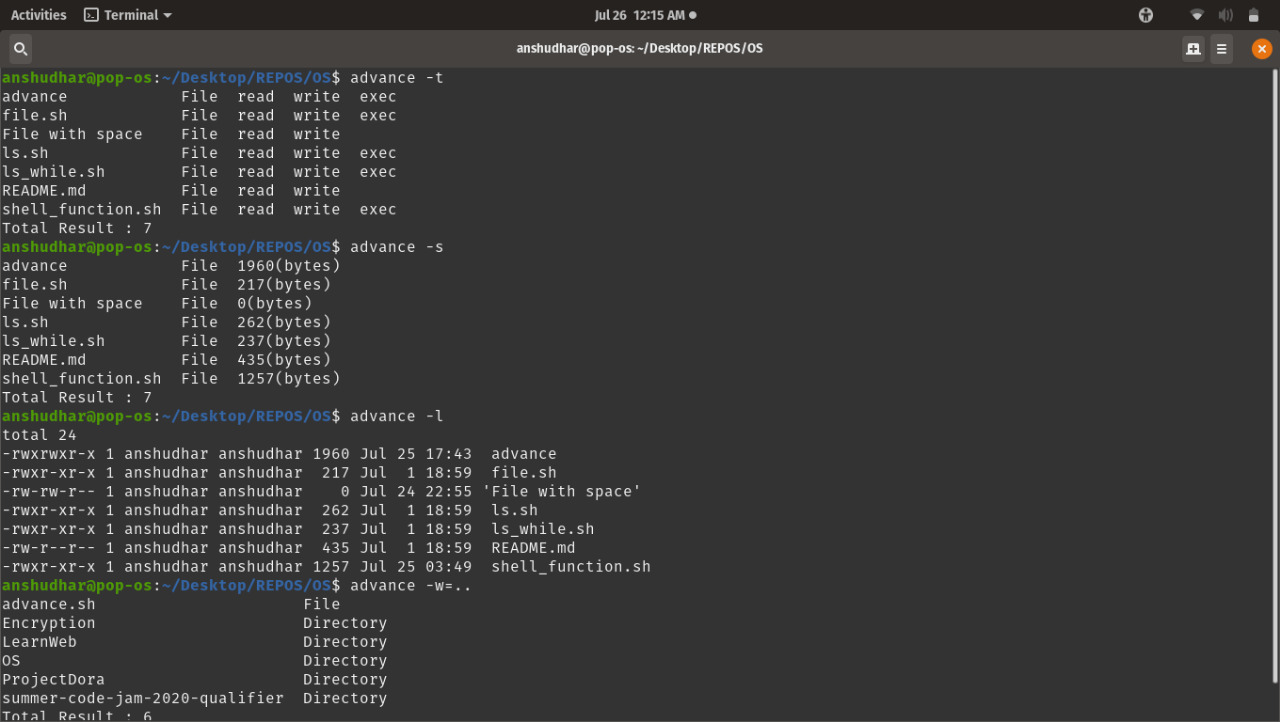 Activities Terminal Jul 26 12:15 AM
anshudhar@pop-os: ~/Desktop/REPOS/OS
anshudhar@pop-os:~/Desktop/REPOS/OS$ advance -t
advance            File  read  write  exec
file.sh            File  read  write  exec
File with space    File  read  write
ls.sh              File  read  write  exec
ls_while.sh        File  read  write  exec
README.md          File  read  write
shell_function.sh  File  read  write  exec
Total Result : 7
anshudhar@pop-os:~/Desktop/REPOS/OS$ advance -s
advance            File  1960(bytes)
file.sh            File  217(bytes)
File with space    File  0(bytes)
ls.sh              File  262(bytes)
ls_while.sh        File  237(bytes)
README.md          File  435(bytes)
shell_function.sh  File  1257(bytes)
Total Result : 7
anshudhar@pop-os:~/Desktop/REPOS/OS$ advance -l
total 24
-rwxrwxr-x 1 anshudhar anshudhar 1960 Jul 25 17:43  advance
-rwxr-xr-x 1 anshudhar anshudhar  217 Jul  1 18:59  file.sh
-rw-rw-r-- 1 anshudhar anshudhar    0 Jul 24 22:55 'File with space'
-rwxr-xr-x 1 anshudhar anshudhar  262 Jul  1 18:59  ls.sh
-rwxr-xr-x 1 anshudhar anshudhar  237 Jul  1 18:59  ls_while.sh
-rw-r--r-- 1 anshudhar anshudhar  435 Jul  1 18:59  README.md
-rwxr-xr-x 1 anshudhar anshudhar 1257 Jul 25 03:49  shell_function.sh
anshudhar@pop-os:~/Desktop/REPOS/OS$ advance -w=..
advance.sh                      File
Encryption                      Directory
LearnWeb                        Directory
OS                              Directory
ProjectDora                     Directory
summer-code-jam-2020-qualifier  Directory
Total Result : 6